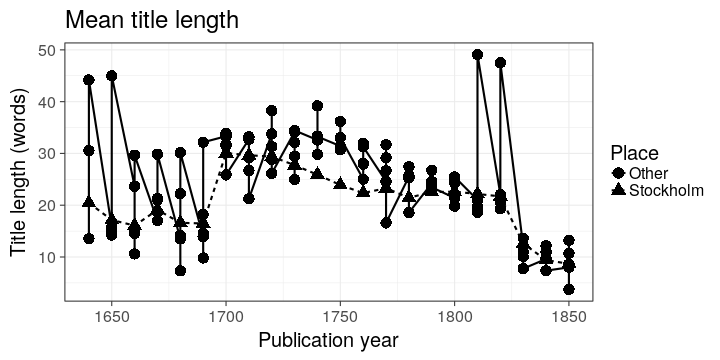 Mean title length
50
40
30
20
10
Title length (words)
1650
1700
1750
1800
1850
Publication year
Place
Other
Stockholm